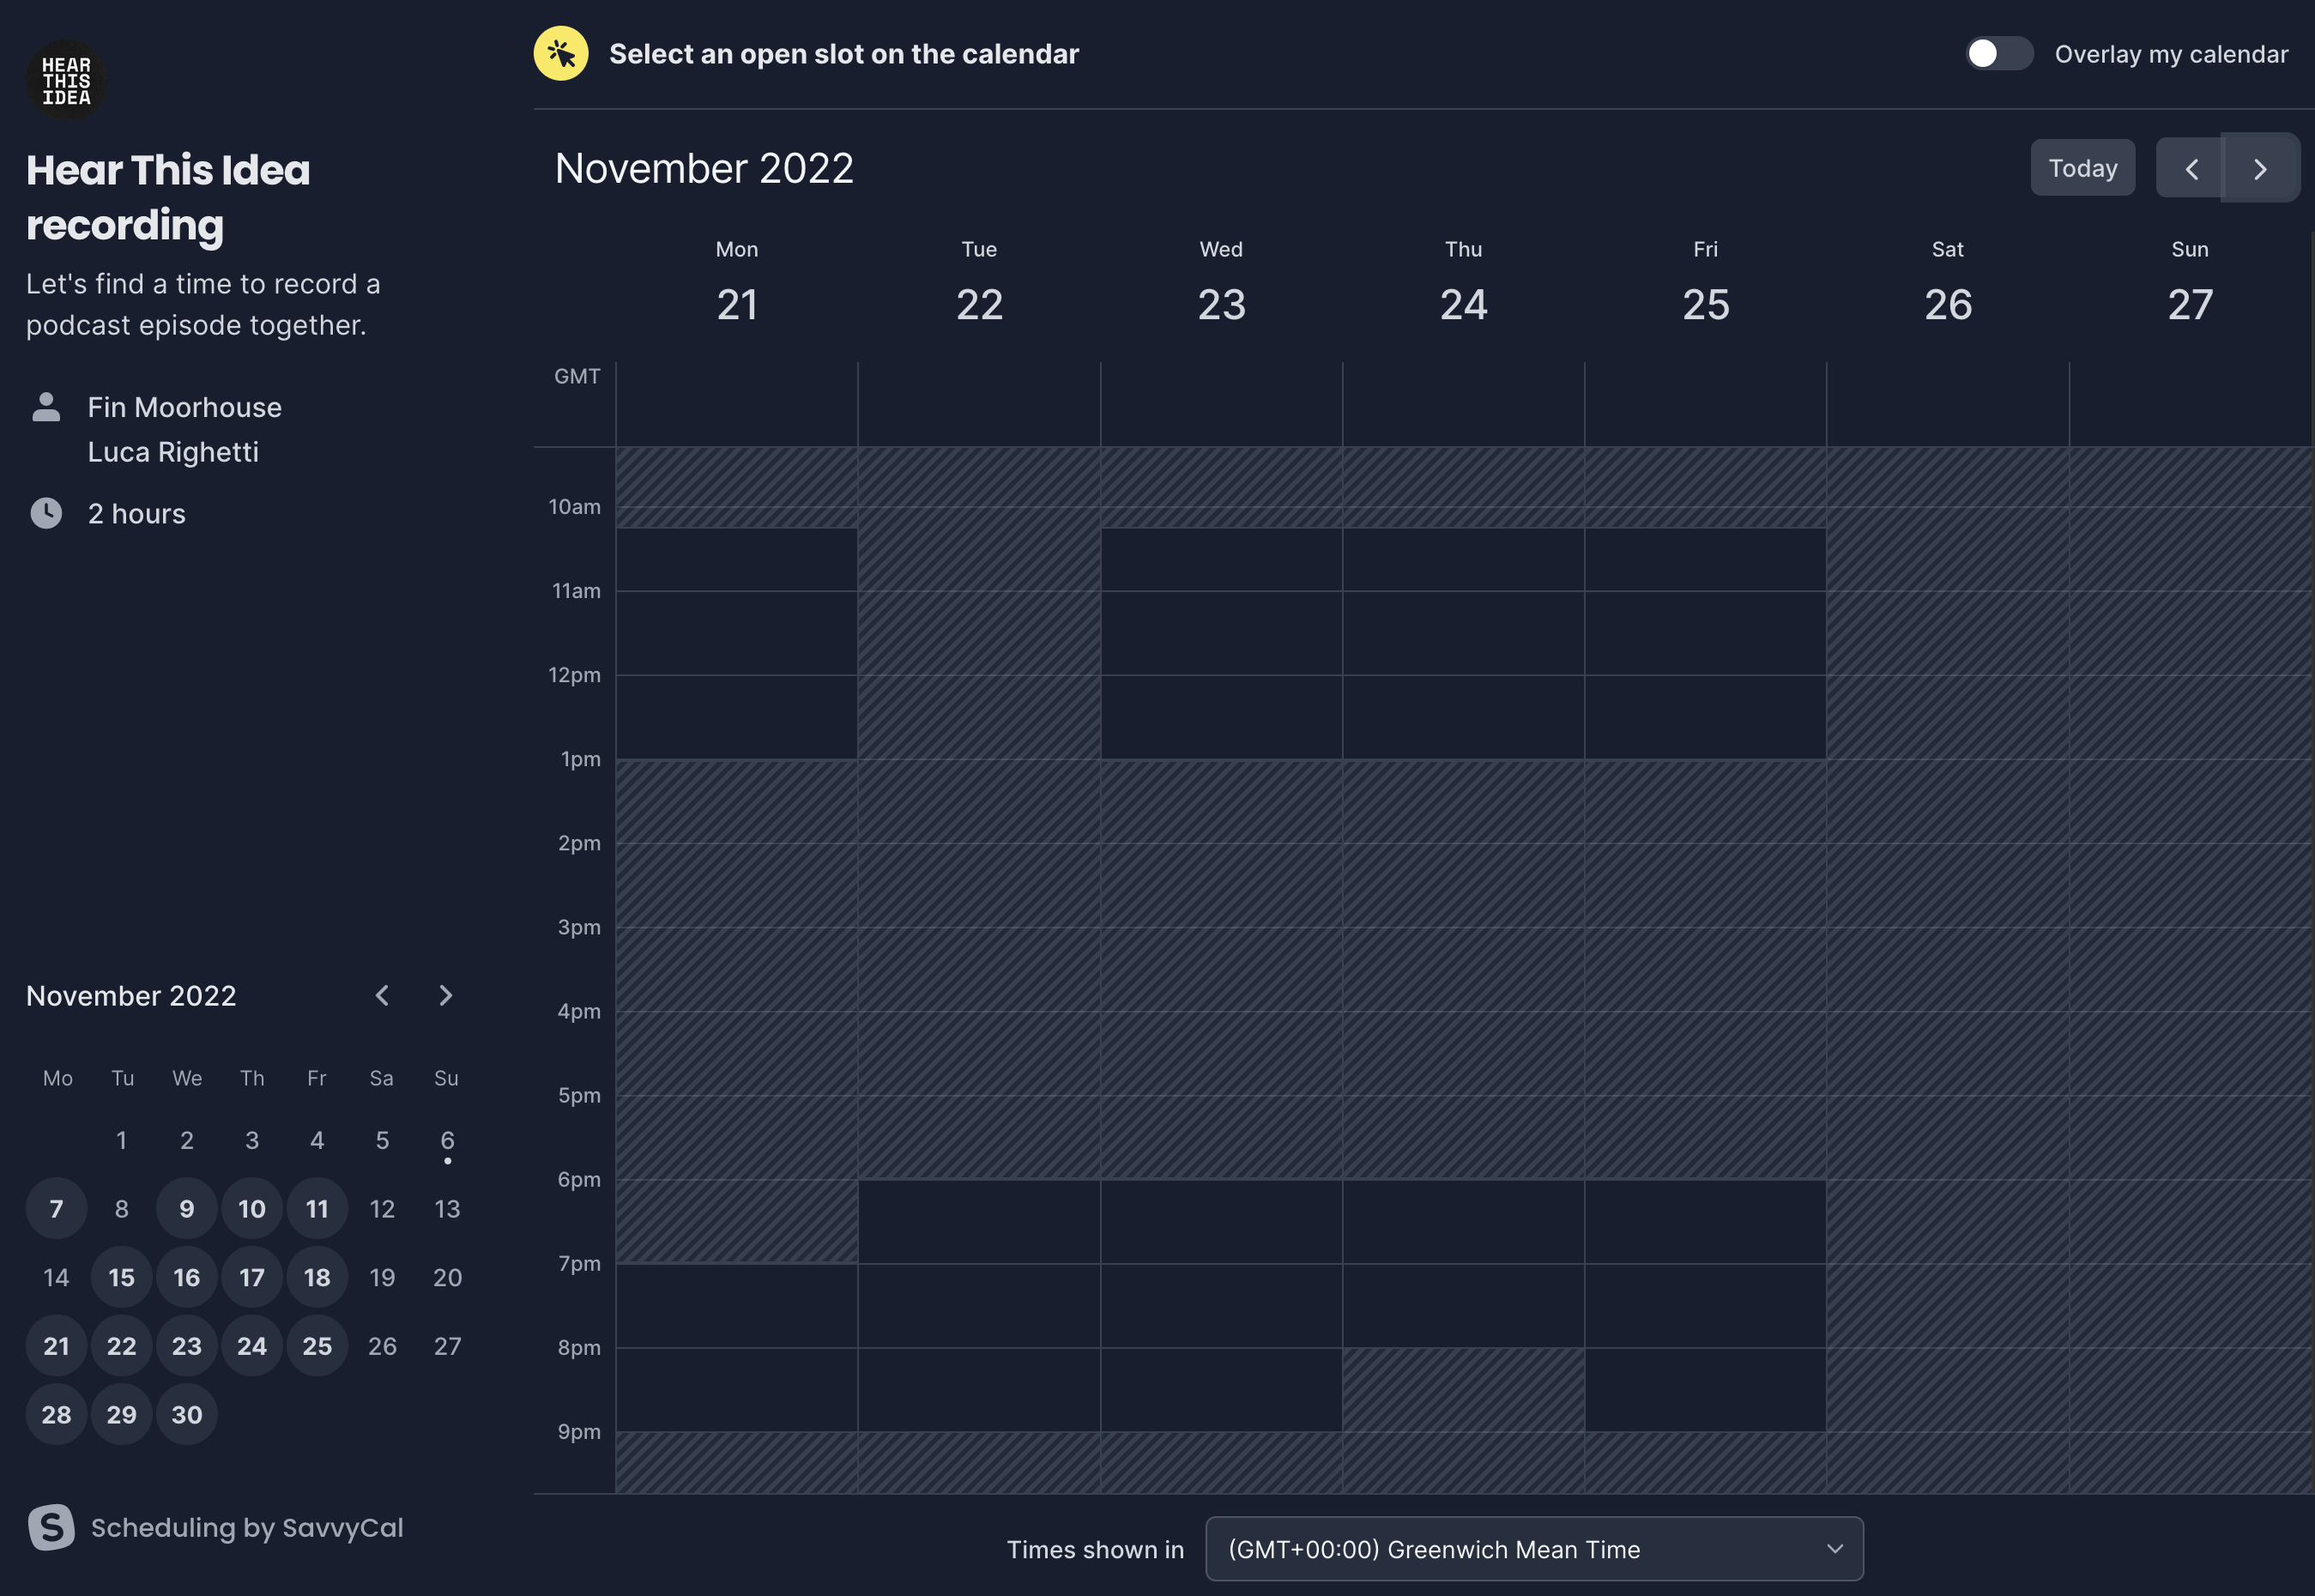 HEAR
THIS
IDEA
Hear This Idea
recording
Let's find a time to record a
podcast episode together.
Fin Moorhouse
Luca Righetti
2 hours
November 2022
Mo Tu We Th Fr Sa Su
1 2 3 4 5 6
7 8 9 10 11 12 13
14 15 16 17 18 19 20
21 22 23 24 25 26 27
28 29 30
S Scheduling by SavvyCal
Select an open slot on the calendar
Overlay my calendar
November 2022
Today
Mon Tue Wed Thu Fri Sat Sun
21 22 23 24 25 26 27
GMT
10am
11am
12pm
1pm
2pm
3pm
4pm
5pm
6pm
7pm
8pm
9pm
Times shown in (GMT+00:00) Greenwich Mean Time